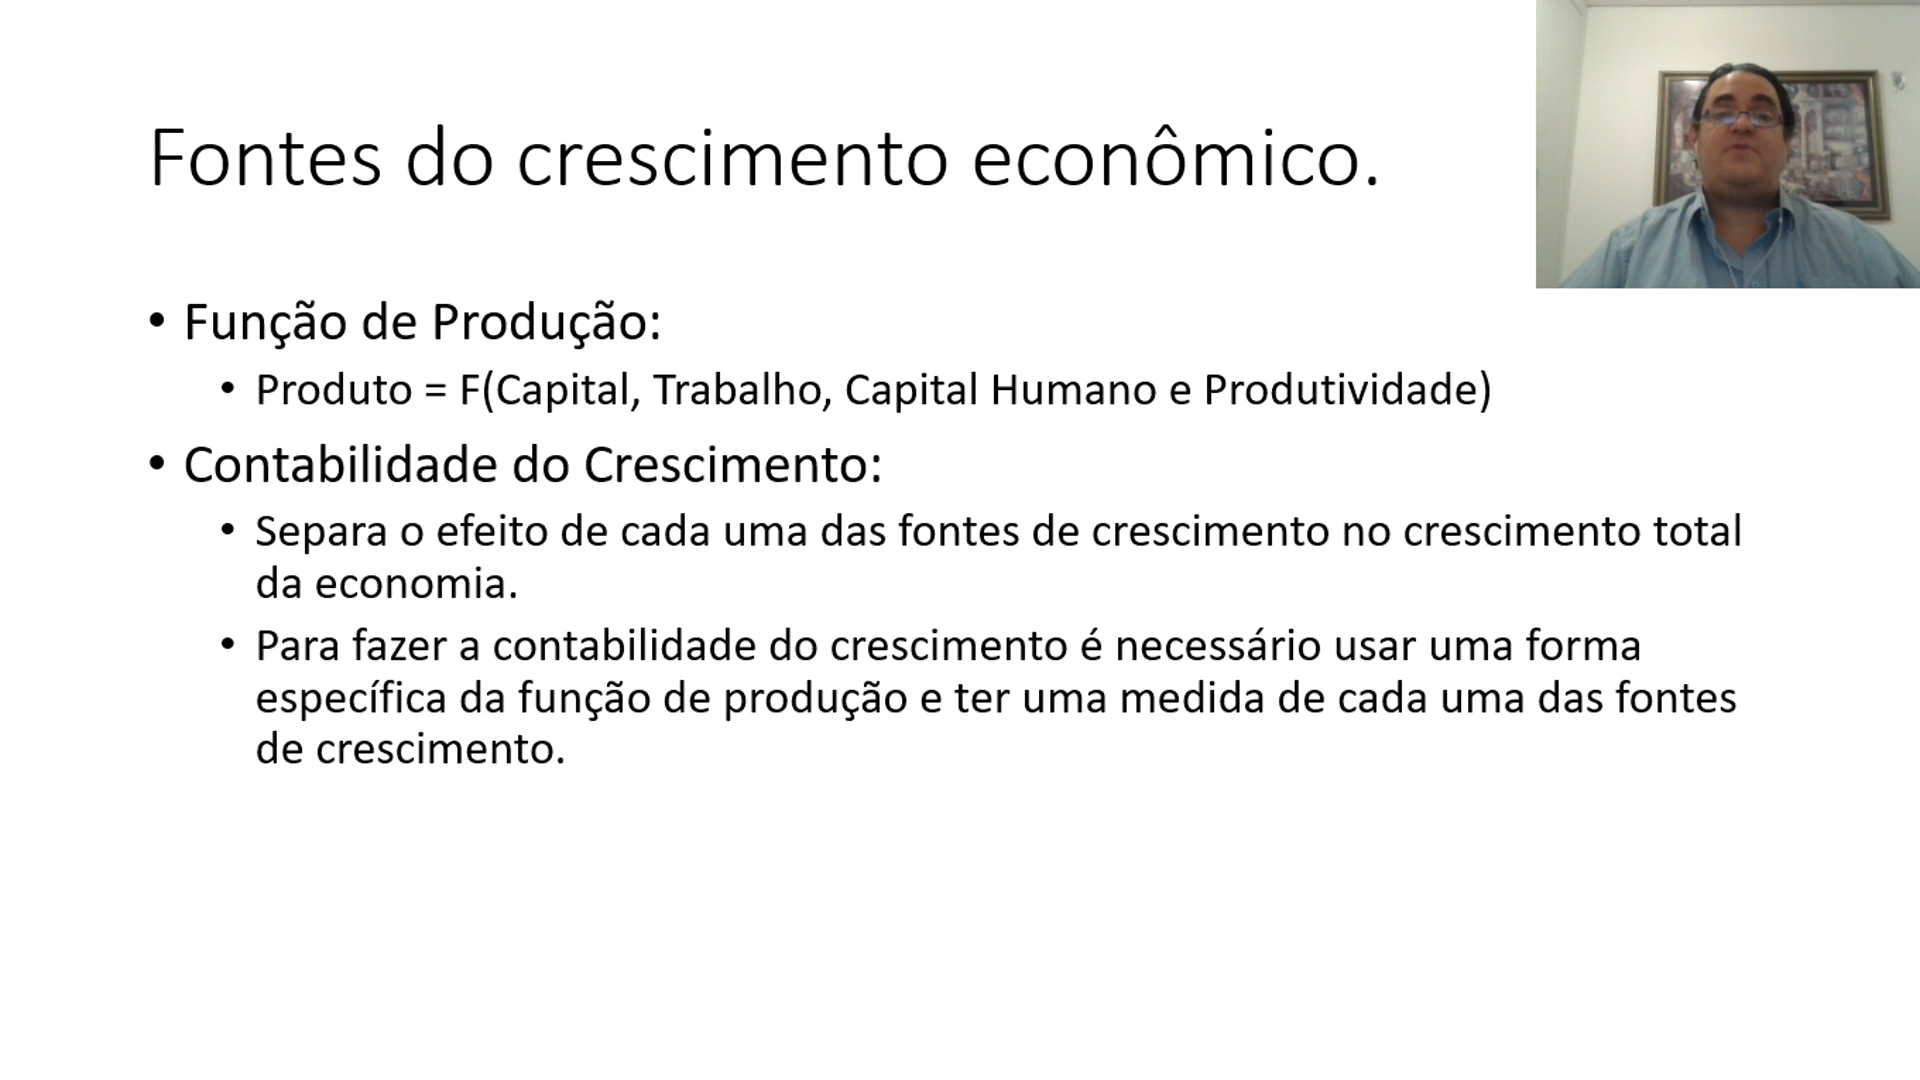 Fontes do crescimento econômico.
• Função de Produção:
• Produto = F(Capital, Trabalho, Capital Humano e Produtividade)
• Contabilidade do Crescimento:
• Separa o efeito de cada uma das fontes de crescimento no crescimento total
da economia.
• Para fazer a contabilidade do crescimento é necessário usar uma forma
específica da função de produção e ter uma medida de cada uma das fontes
de crescimento.